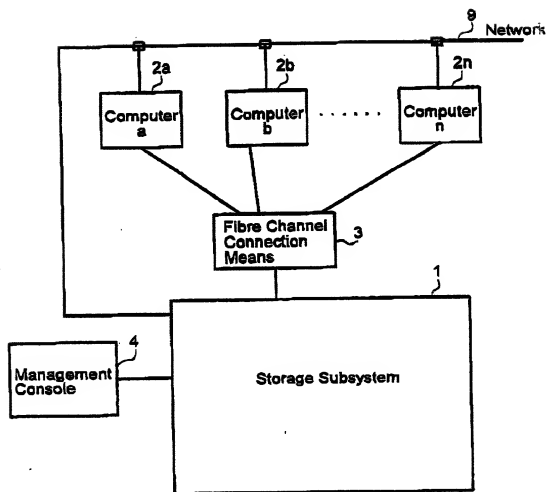 9
Network
2a
2b
2n
Computer
a
Computer
b
Computer
n
Fibre Channel
Connection
Means
3
1
4
Management
Console
Storage Subsystem